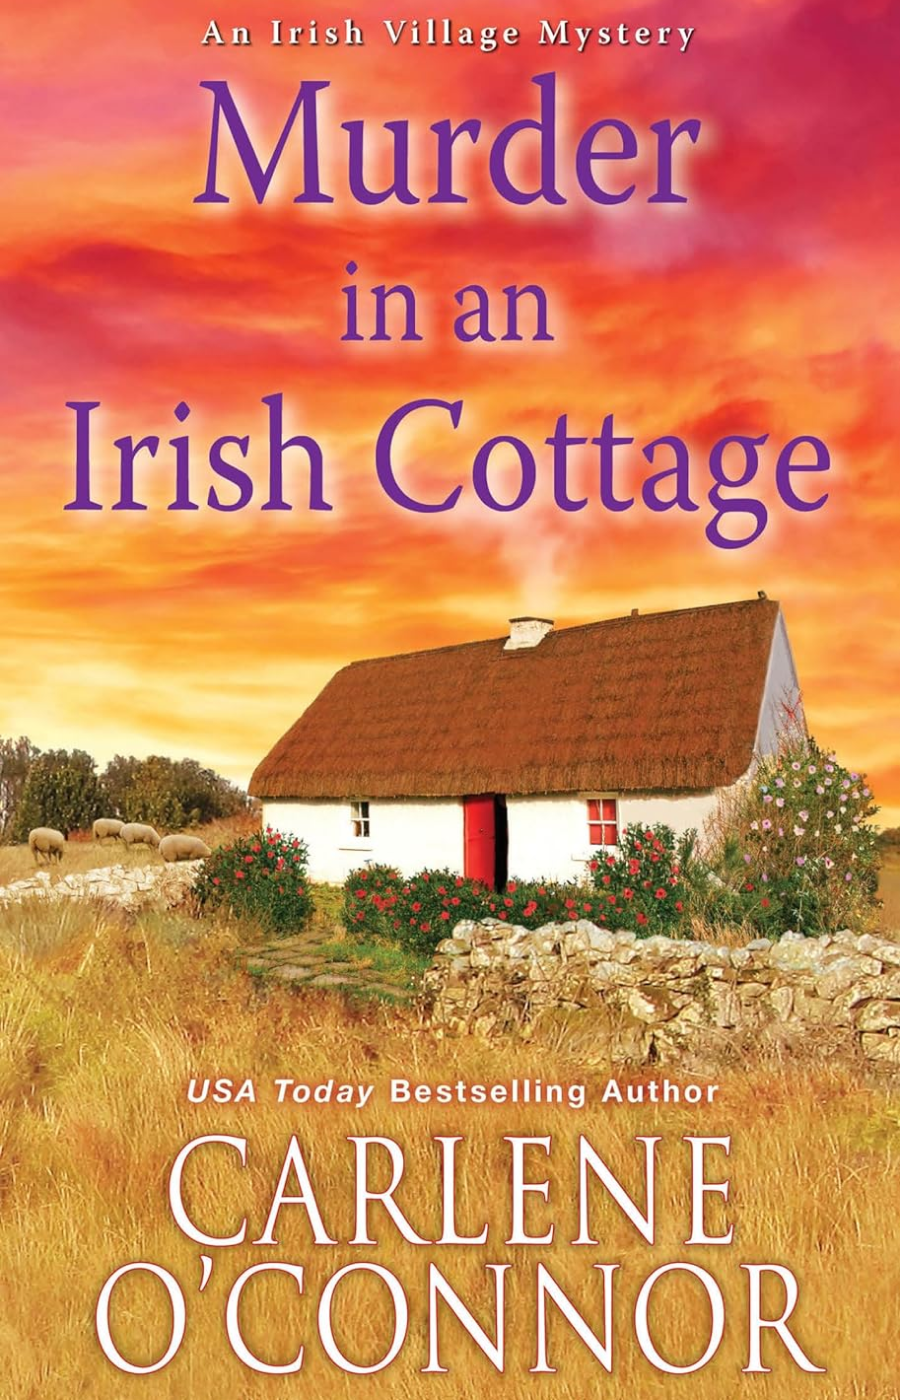 An Irish Village Mystery
Murder
in an
Irish Cottage
USA Today Bestselling Author
CARLENE
O'CONNOR